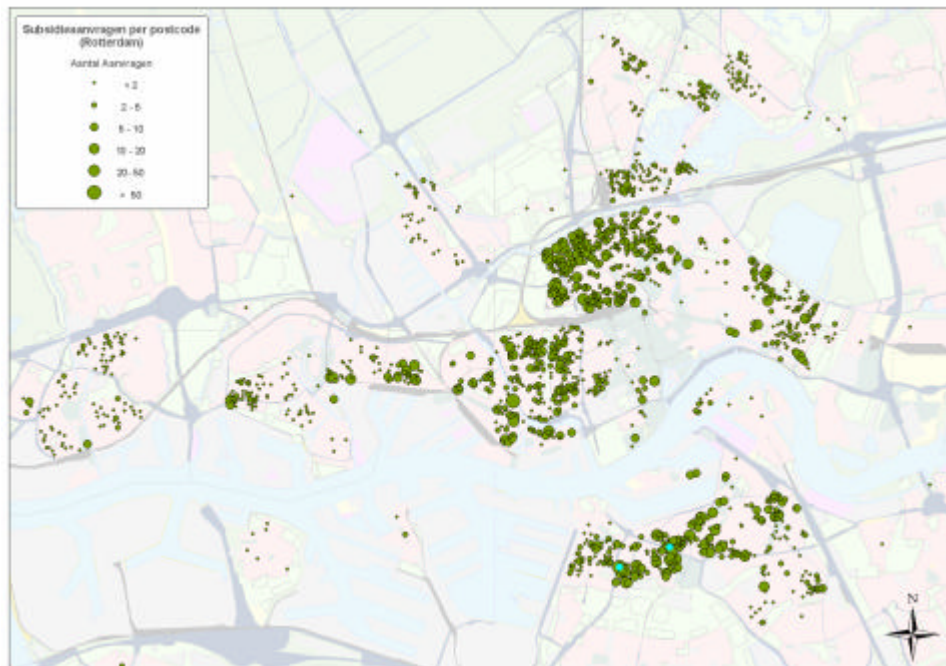 Subsidieaanvragen per postcode
(Rotterdam)
Aantal Aanvragen
< 2
2 - 5
5 - 10
10 - 20
20 - 50
> 50
N